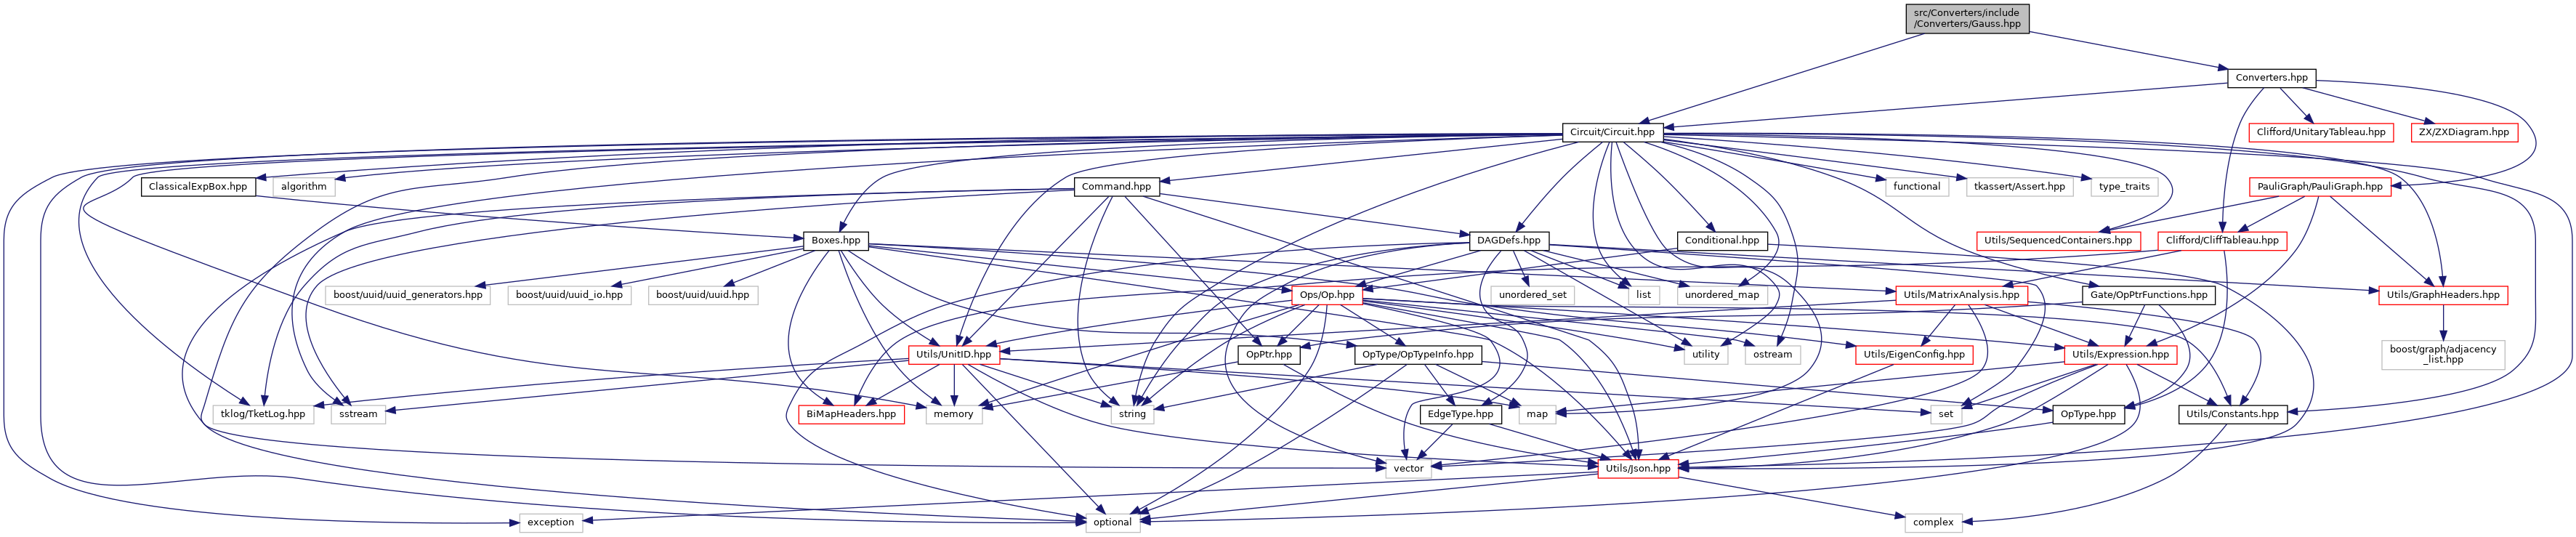 src/Converters/include
/Converters/Gauss.hpp
Converters.hpp
Circuit/Circuit.hpp
Clifford/UnitaryTableau.hpp
ZX/ZXDiagram.hpp
ClassicalExpBox.hpp
algorithm
Command.hpp
functional
tkassert/Assert.hpp
type_traits
PauliGraph/PauliGraph.hpp
Boxes.hpp
DAGDefs.hpp
Conditional.hpp
Utils/SequencedContainers.hpp
Clifford/CliffTableau.hpp
boost/uuid/uuid_generators.hpp
boost/uuid/uuid_io.hpp
boost/uuid/uuid.hpp
Ops/Op.hpp
unordered_set
list
unordered_map
Utils/MatrixAnalysis.hpp
Gate/OpPtrFunctions.hpp
Utils/GraphHeaders.hpp
Utils/UnitID.hpp
OpPtr.hpp
OpType/OpTypeInfo.hpp
utility
ostream
Utils/EigenConfig.hpp
Utils/Expression.hpp
boost/graph/adjacency
_list.hpp
tklog/TketLog.hpp
sstream
BiMapHeaders.hpp
memory
string
EdgeType.hpp
map
set
OpType.hpp
Utils/Constants.hpp
vector
Utils/Json.hpp
exception
optional
complex